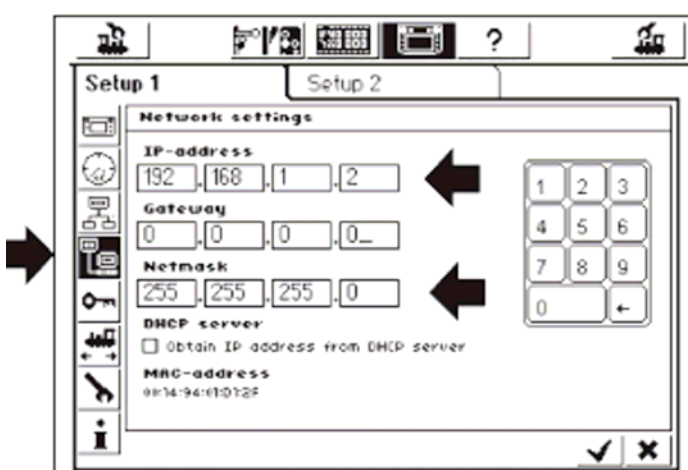 ?
Setup 1
Setup 2
Network settings
IP-address
192 . 168 . 1 . 2
Gateway
0 . 0 . 0 . 0_
Netmask
255 . 255 . 255 . 0
DHCP server
Obtain IP address from DHCP server
MAC-address
1 2 3
4 5 6
7 8 9
0 ←
i